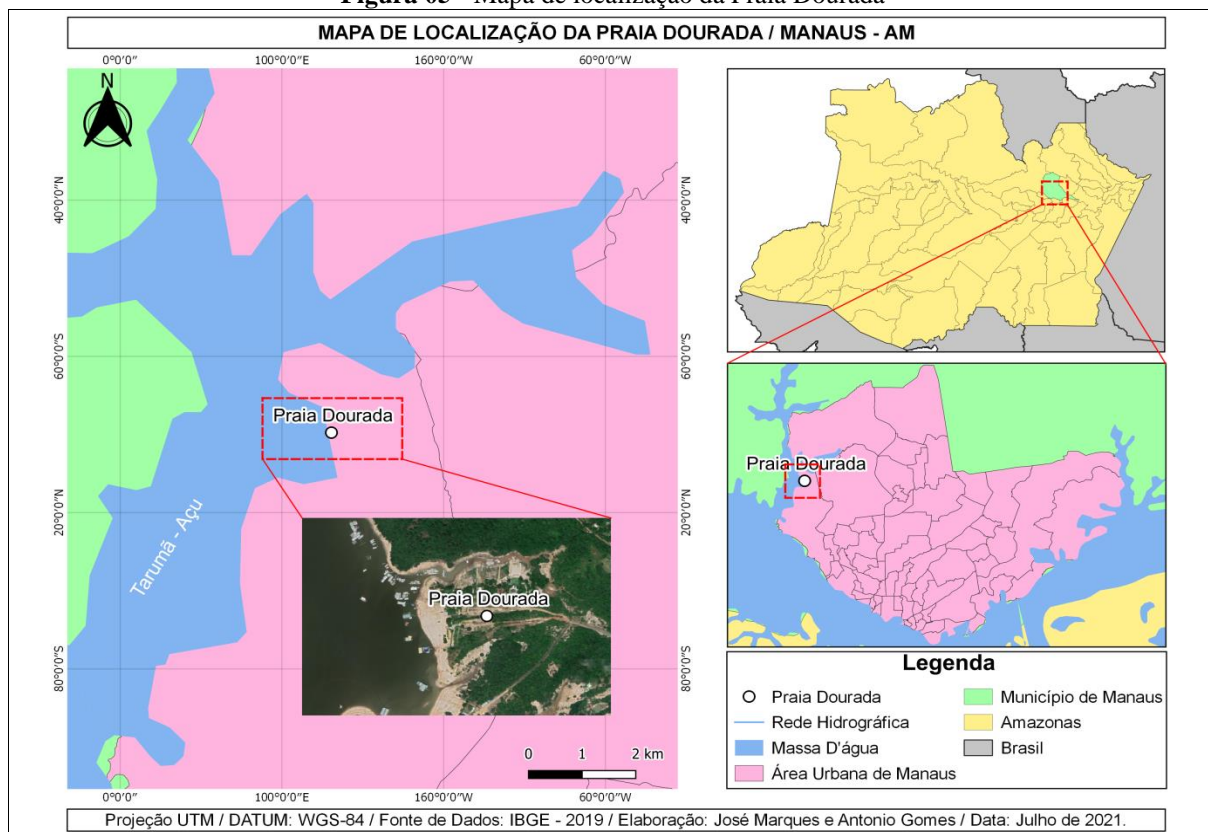 Figura 03 - Mapa de localização da Praia Dourada
MAPA DE LOCALIZAÇÃO DA PRAIA DOURADA / MANAUS - AM
0°0'0"
100°0'0"E
160°0'0"W
60°0'0"W
N
40°0'0"N
60°0'0"S
20°0'0"N
80°0'0"S
40°0'0"N
60°0'0"S
20°0'0"N
80°0'0"S
Praia Dourada
Tarumã - Açu
Praia Dourada
0 1 2 km
0°0'0"
100°0'0"E
160°0'0"W
60°0'0"W
Praia Dourada
Legenda
Praia Dourada
Rede Hidrográfica
Massa D'água
Área Urbana de Manaus
Município de Manaus
Amazonas
Brasil
Projeção UTM / DATUM: WGS-84 / Fonte de Dados: IBGE - 2019 / Elaboração: José Marques e Antonio Gomes / Data: Julho de 2021.